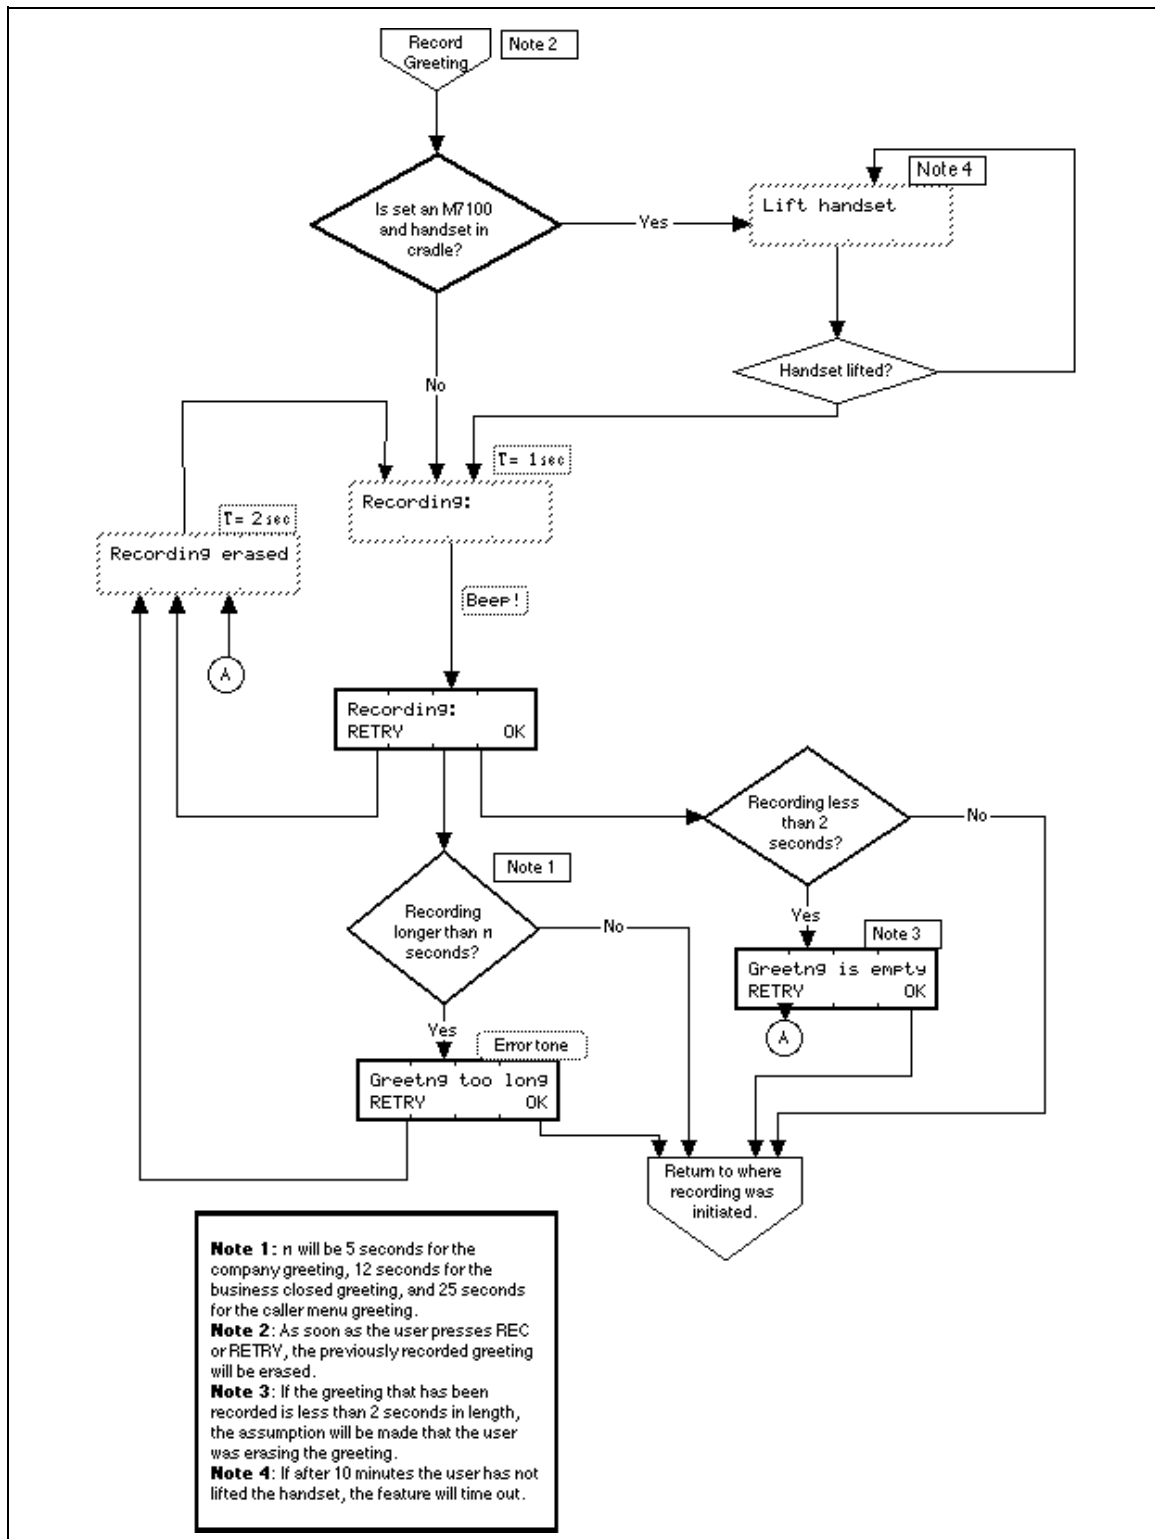 Record
Greeting
Note 2
Is set an M7100
and handset in
cradle?
Yes
Note 4
Lift handset
Handset lifted?
No
T= 1sec
Recording:
T= 2sec
Recording erased
Beep!
A
Recording:
RETRY OK
Recording less
than 2
seconds?
No
Note 1
Recording
longer than n
seconds?
No
Yes
Note 3
Greetng is empty
RETRY OK
A
Yes
Error tone
Greetng too long
RETRY OK
Return to where
recording was
initiated.
Note 1: n will be 5 seconds for the
company greeting, 12 seconds for the
business closed greeting, and 25 seconds
for the caller menu greeting.
Note 2: As soon as the user presses REC
or RETRY, the previously recorded greeting
will be erased.
Note 3: If the greeting that has been
recorded is less than 2 seconds in length,
the assumption will be made that the user
was erasing the greeting.
Note 4: If after 10 minutes the user has not
lifted the handset, the feature will time out.